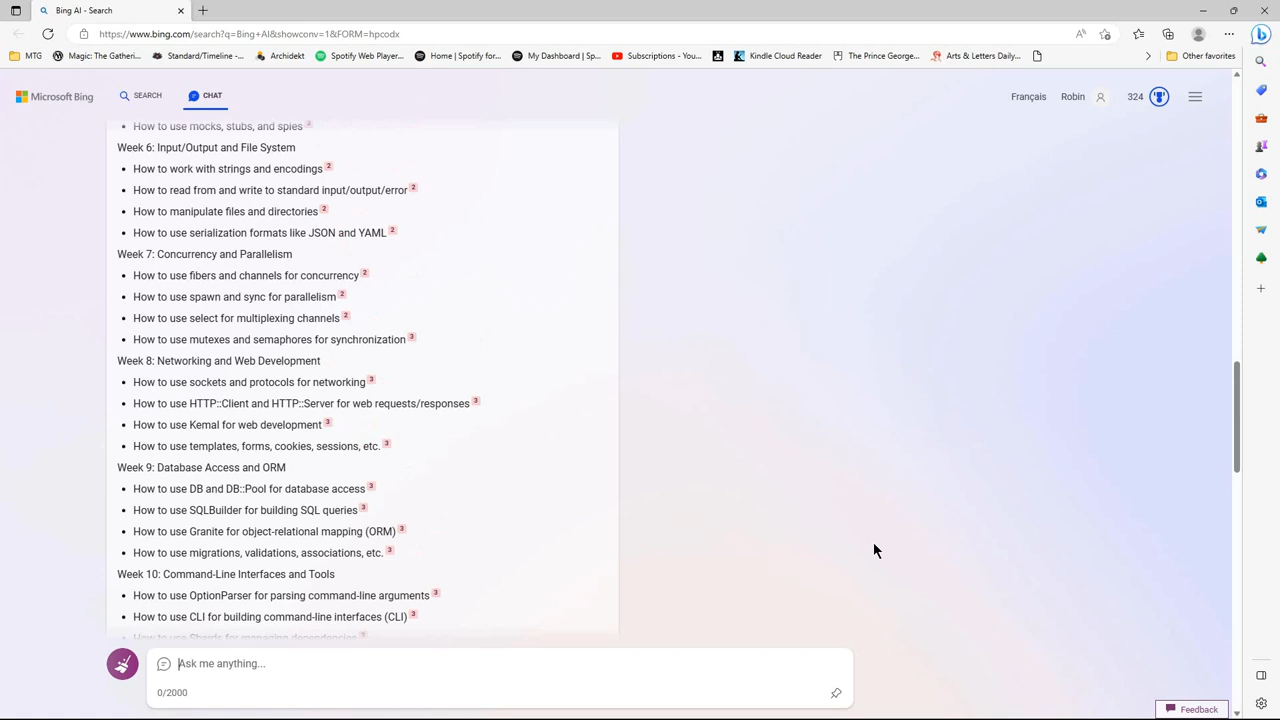 Bing AI - Search
https://www.bing.com/search?q=Bing+AI&showconv=1&FORM=hpcodx
MTG
Magic: The Gatheri...
Standard/Timeline -...
Archidekt
Spotify Web Player...
Home | Spotify for...
My Dashboard | Sp...
Subscriptions - You...
Kindle Cloud Reader
The Prince George...
Arts & Letters Daily...
Other favorites
Microsoft Bing
SEARCH
CHAT
Français
Robin
324
How to use mocks, stubs, and spies 2
Week 6: Input/Output and File System
• How to work with strings and encodings 2
• How to read from and write to standard input/output/error 2
• How to manipulate files and directories 2
• How to use serialization formats like JSON and YAML 2
Week 7: Concurrency and Parallelism
• How to use fibers and channels for concurrency 2
• How to use spawn and sync for parallelism 2
• How to use select for multiplexing channels 2
• How to use mutexes and semaphores for synchronization 3
Week 8: Networking and Web Development
• How to use sockets and protocols for networking 3
• How to use HTTP::Client and HTTP::Server for web requests/responses 3
• How to use Kemal for web development 3
• How to use templates, forms, cookies, sessions, etc. 3
Week 9: Database Access and ORM
• How to use DB and DB::Pool for database access 3
• How to use SQLBuilder for building SQL queries 3
• How to use Granite for object-relational mapping (ORM) 3
• How to use migrations, validations, associations, etc. 3
Week 10: Command-Line Interfaces and Tools
• How to use OptionParser for parsing command-line arguments 3
• How to use CLI for building command-line interfaces (CLI) 3
How to use Shards for managing dependencies 3
Ask me anything...
0/2000
Feedback